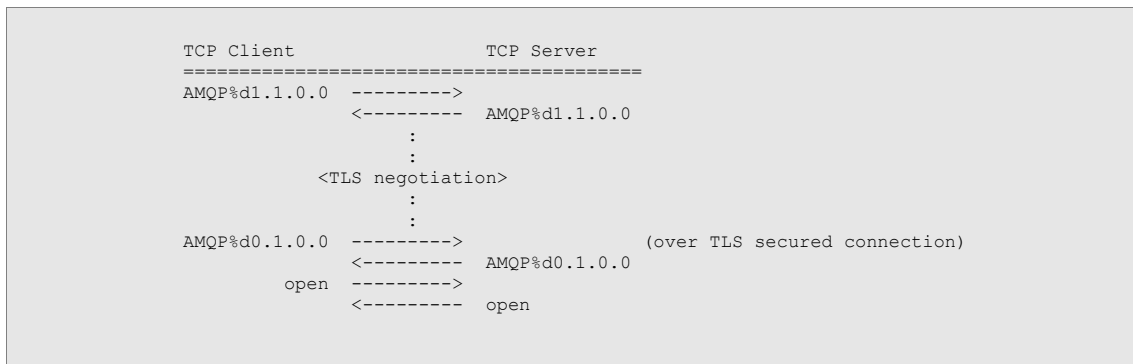 TCP Client TCP Server
=========================================
AMQP%d1.1.0.0 --------->
<--------- AMQP%d1.1.0.0
:
:
<TLS negotiation>
:
:
AMQP%d0.1.0.0 ---------> (over TLS secured connection)
<--------- AMQP%d0.1.0.0
open --------->
<--------- open